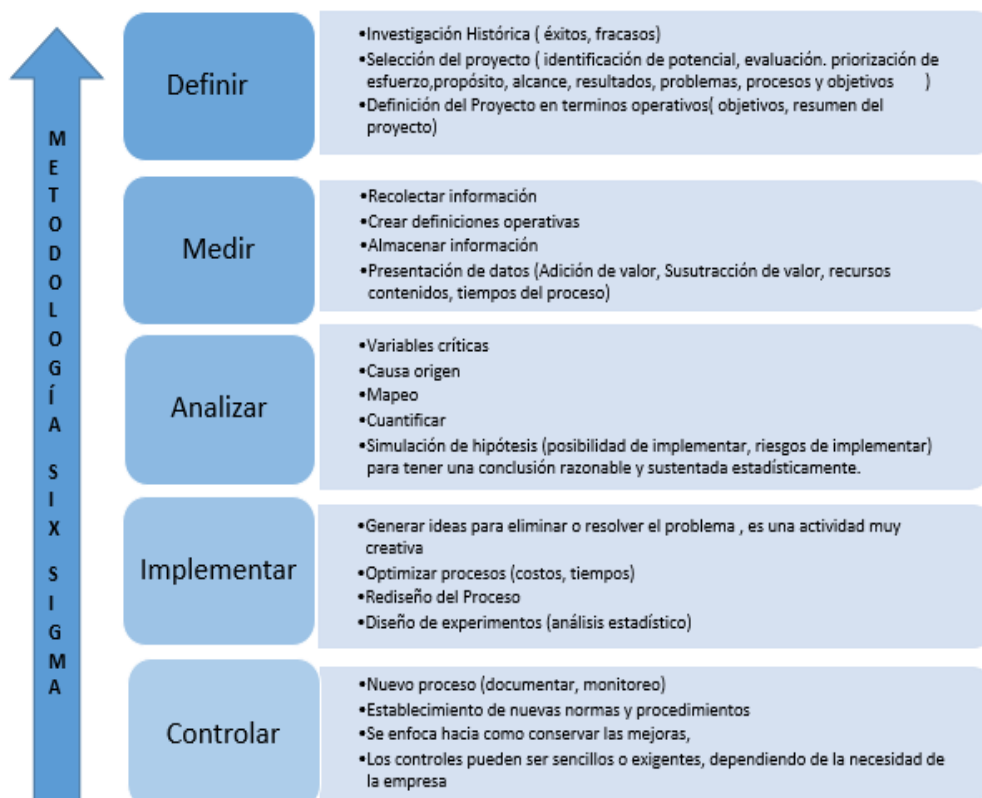 METODOLOGÍA SIX SIGMA
Definir
•Investigación Histórica ( éxitos, fracasos)
•Selección del proyecto ( identificación de potencial, evaluación. priorización de
esfuerzo,propósito, alcance, resultados, problemas, procesos y objetivos )
•Definición del Proyecto en terminos operativos( objetivos, resumen del
proyecto)
Medir
•Recolectar información
•Crear definiciones operativas
•Almacenar información
•Presentación de datos (Adición de valor, Susutracción de valor, recursos
contenidos, tiempos del proceso)
Analizar
•Variables críticas
•Causa origen
•Mapeo
•Cuantificar
•Simulación de hipótesis (posibilidad de implementar, riesgos de implementar)
para tener una conclusión razonable y sustentada estadísticamente.
Implementar
•Generar ideas para eliminar o resolver el problema , es una actividad muy
creativa
•Optimizar procesos (costos, tiempos)
•Rediseño del Proceso
•Diseño de experimentos (análisis estadístico)
Controlar
•Nuevo proceso (documentar, monitoreo)
•Establecimiento de nuevas normas y procedimientos
•Se enfoca hacia como conservar las mejoras,
•Los controles pueden ser sencillos o exigentes, dependiendo de la necesidad de
la empresa